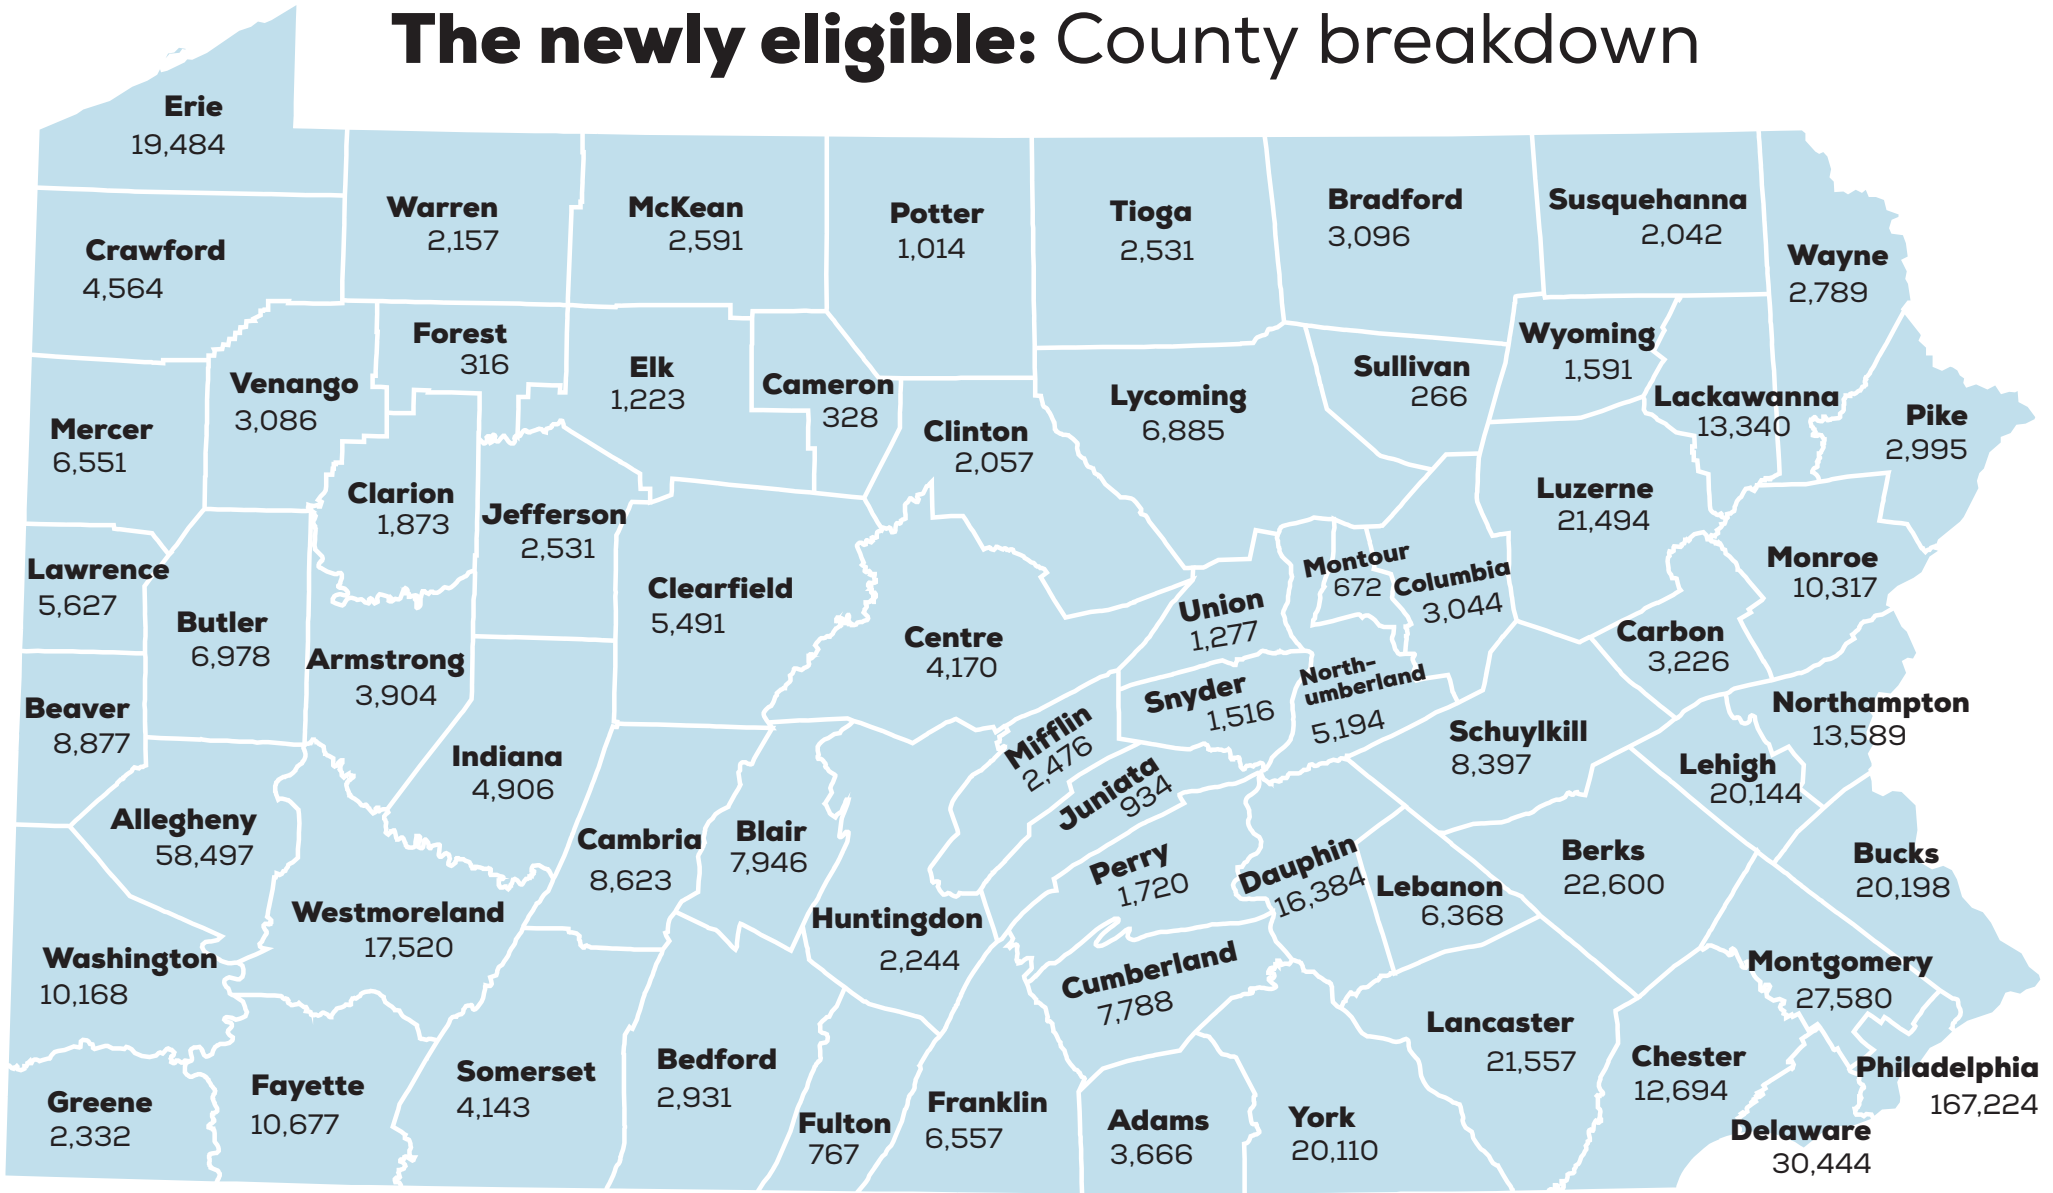 The newly eligible: County breakdown
Erie
19,484
Crawford
4,564
Warren
2,157
McKean
2,591
Potter
1,014
Tioga
2,531
Bradford
3,096
Susquehanna
2,042
Wayne
2,789
Forest
316
Venango
3,086
Elk
1,223
Cameron
328
Clinton
2,057
Lycoming
6,885
Sullivan
266
Wyoming
1,591
Lackawanna
13,340
Pike
2,995
Mercer
6,551
Clarion
1,873
Jefferson
2,531
Luzerne
21,494
Lawrence
5,627
Butler
6,978
Armstrong
3,904
Clearfield
5,491
Centre
4,170
Union
1,277
Montour
672
Columbia
3,044
Monroe
10,317
Carbon
3,226
Beaver
8,877
Indiana
4,906
Mifflin
2,476
Snyder
1,516
North-
umberland
5,194
Schuylkill
8,397
Northampton
13,589
Lehigh
20,144
Allegheny
58,497
Cambria
8,623
Blair
7,946
Juniata
934
Perry
1,720
Dauphin
16,384
Lebanon
6,368
Berks
22,600
Bucks
20,198
Westmoreland
17,520
Huntingdon
2,244
Washington
10,168
Cumberland
7,788
Montgomery
27,580
Lancaster
21,557
Chester
12,694
Philadelphia
167,224
Delaware
30,444
Greene
2,332
Fayette
10,677
Somerset
4,143
Bedford
2,931
Fulton
767
Franklin
6,557
Adams
3,666
York
20,110